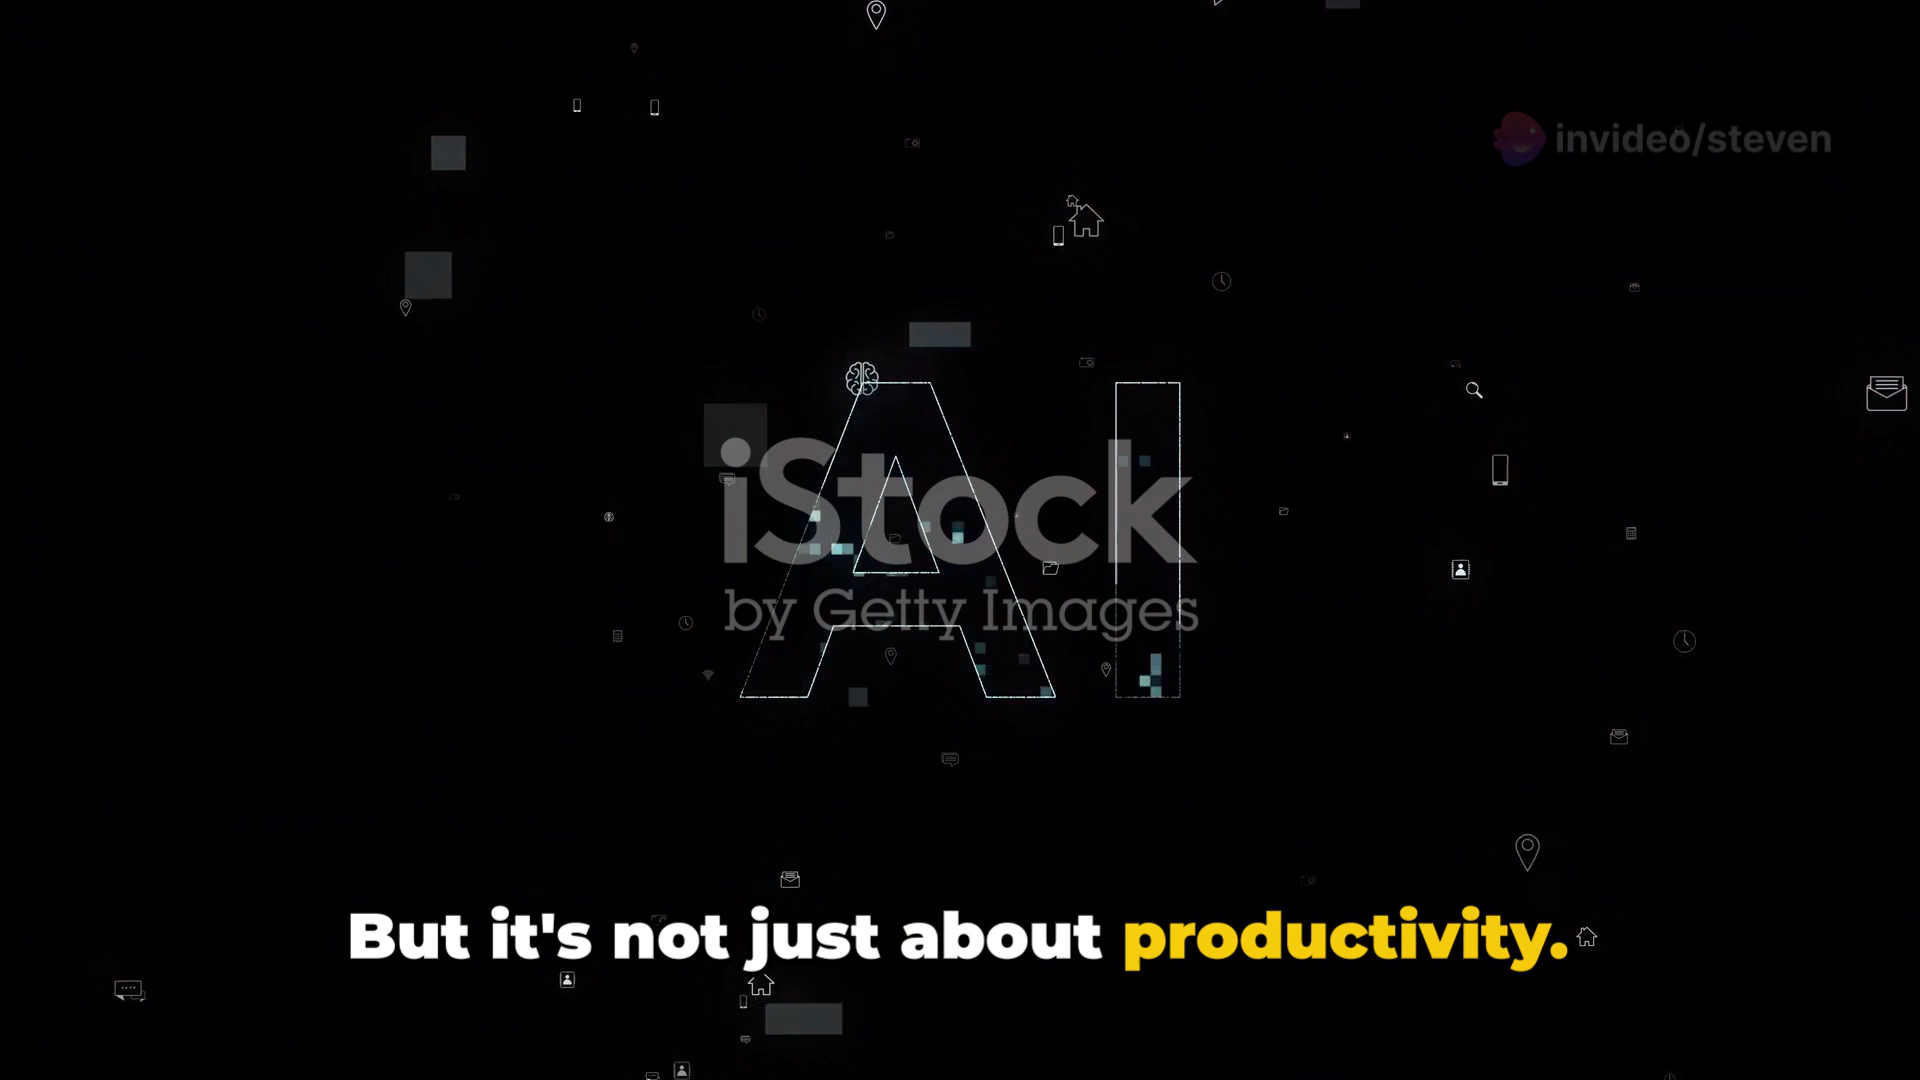 invideo/steven
AI
iStock
by Getty Images
But it's not just about productivity.